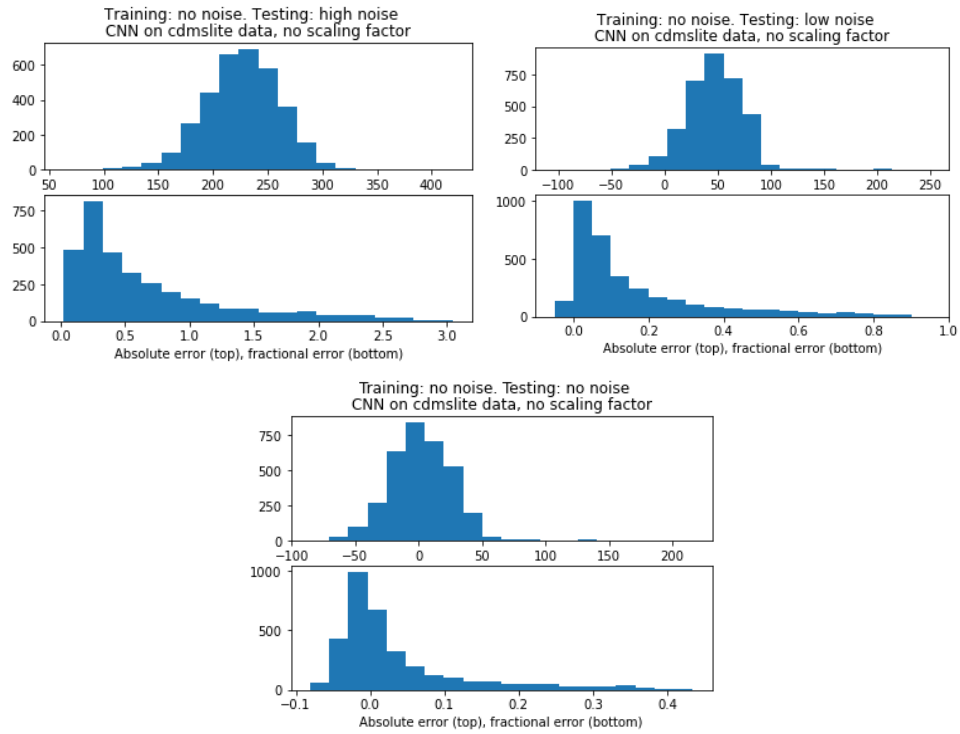 Training: no noise. Testing: high noise
CNN on cdmslite data, no scaling factor
600
400
200
0
50 100 150 200 250 300 350 400
750
500
250
0
0.0 0.5 1.0 1.5 2.0 2.5 3.0
Absolute error (top), fractional error (bottom)
Training: no noise. Testing: low noise
CNN on cdmslite data, no scaling factor
750
500
250
0
-100 -50 0 50 100 150 200 250
1000
500
0
0.0 0.2 0.4 0.6 0.8 1.0
Absolute error (top), fractional error (bottom)
Training: no noise. Testing: no noise
CNN on cdmslite data, no scaling factor
750
500
250
0
−100 −50 0 50 100 150 200
1000
500
0
−0.1 0.0 0.1 0.2 0.3 0.4
Absolute error (top), fractional error (bottom)